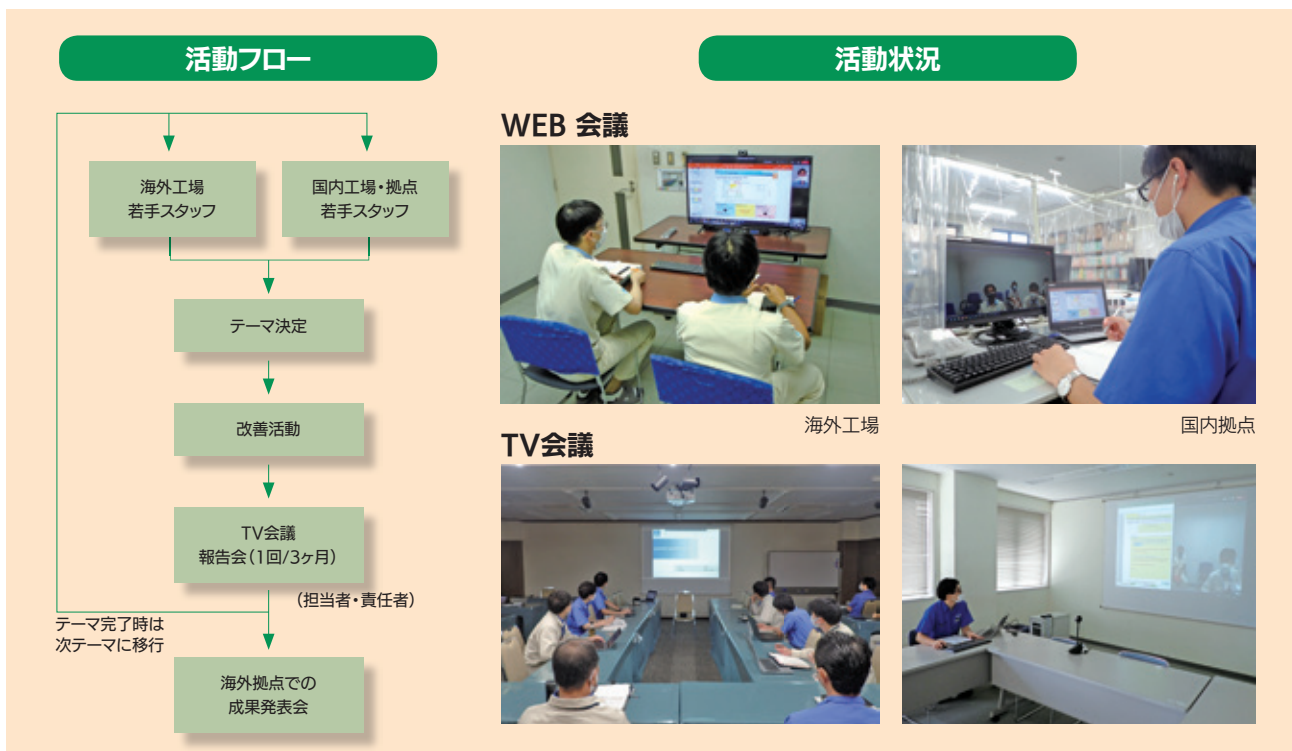 活動フロー
海外工場
若手スタッフ
国内工場・拠点
若手スタッフ
テーマ決定
改善活動
TV会議
報告会(1回/3ヶ月)
(担当者・責任者)
テーマ完了時は
次テーマに移行
海外拠点での
成果発表会
活動状況
WEB 会議
海外工場
国内拠点
TV会議